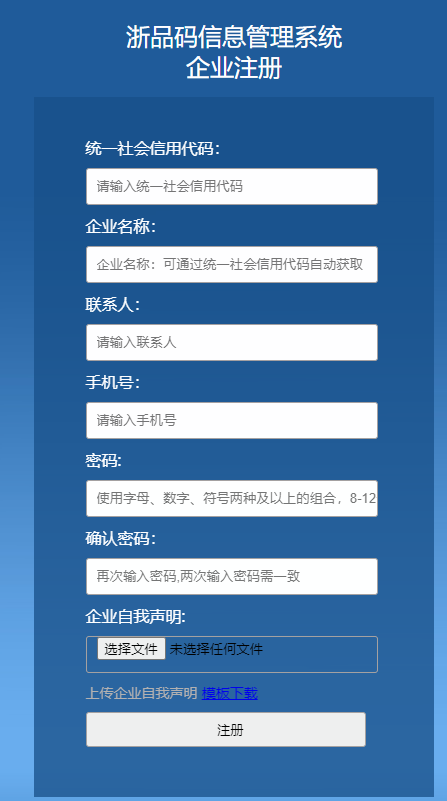 浙品码信息管理系统
企业注册
统一社会信用代码：
请输入统一社会信用代码
企业名称：
企业名称：可通过统一社会信用代码自动获取
联系人：
请输入联系人
手机号：
请输入手机号
密码:
使用字母、数字、符号两种及以上的组合，8-12
确认密码：
再次输入密码,两次输入密码需一致
企业自我声明:
选择文件 未选择任何文件
上传企业自我声明 模板下载
注册